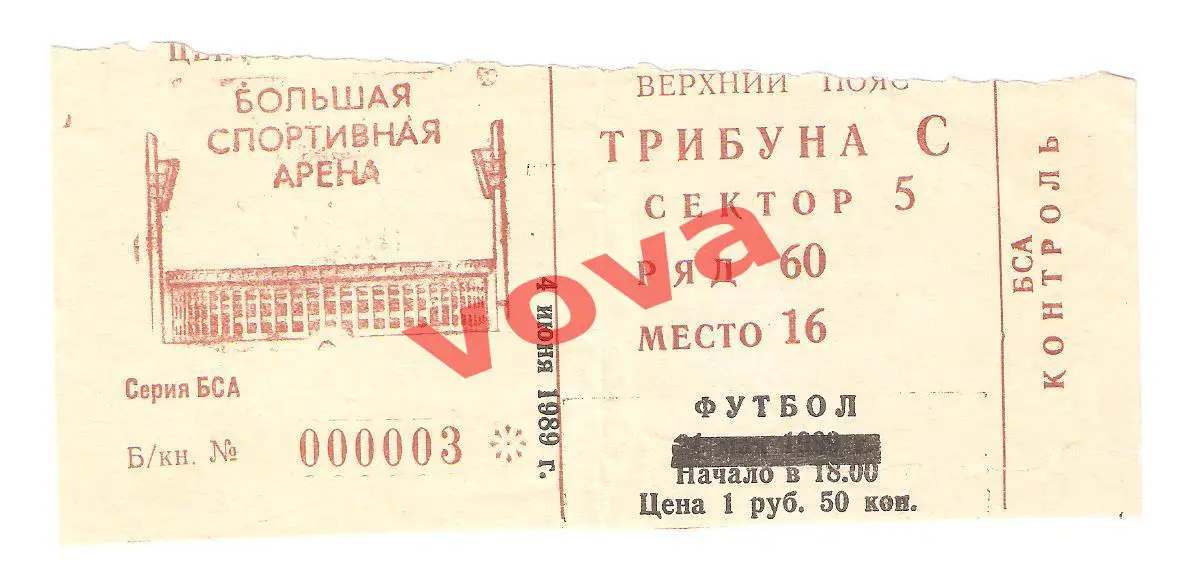 БОЛЬШАЯ
СПОРТИВНАЯ
АРЕНА
Серия БСА
Б/кн. № 000003
4 июня 1989 г.
ВЕРХНИЙ ПОЯС
ТРИБУНА С
СЕКТОР 5
РЯД 60
МЕСТО 16
ФУТБОЛ
Начало в 18.00
Цена 1 руб. 50 коп.
БСА
КОНТРОЛЬ
vova